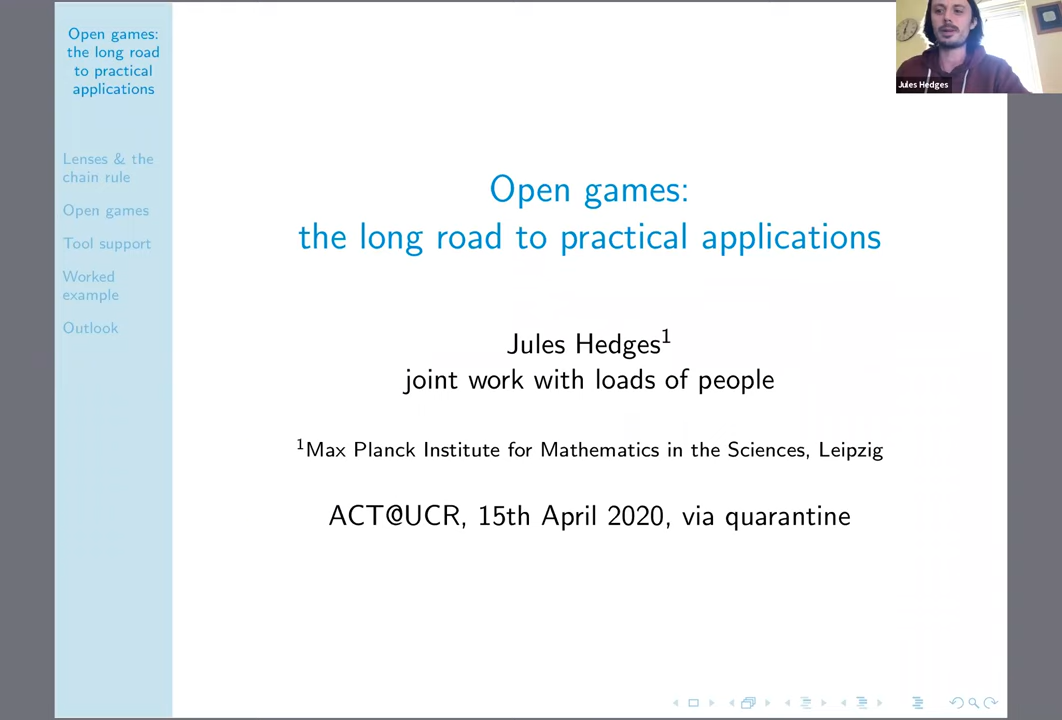 Open games:
the long road
to practical
applications
Lenses & the
chain rule
Open games
Tool support
Worked
example
Outlook
Open games:
the long road to practical applications
Jules Hedges¹
joint work with loads of people
¹Max Planck Institute for Mathematics in the Sciences, Leipzig
ACT@UCR, 15th April 2020, via quarantine
Jules Hedges